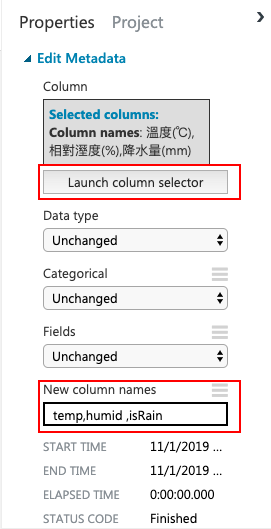 Properties Project
Edit Metadata
Column
Selected columns:
Column names: 溫度(℃),
相對溼度(%),降水量(mm)
Launch column selector
Data type
Unchanged
Categorical
Unchanged
Fields
Unchanged
New column names
temp,humid ,isRain
START TIME 11/1/2019 ...
END TIME 11/1/2019 ...
ELAPSED TIME 0:00:00.000
STATUS CODE Finished